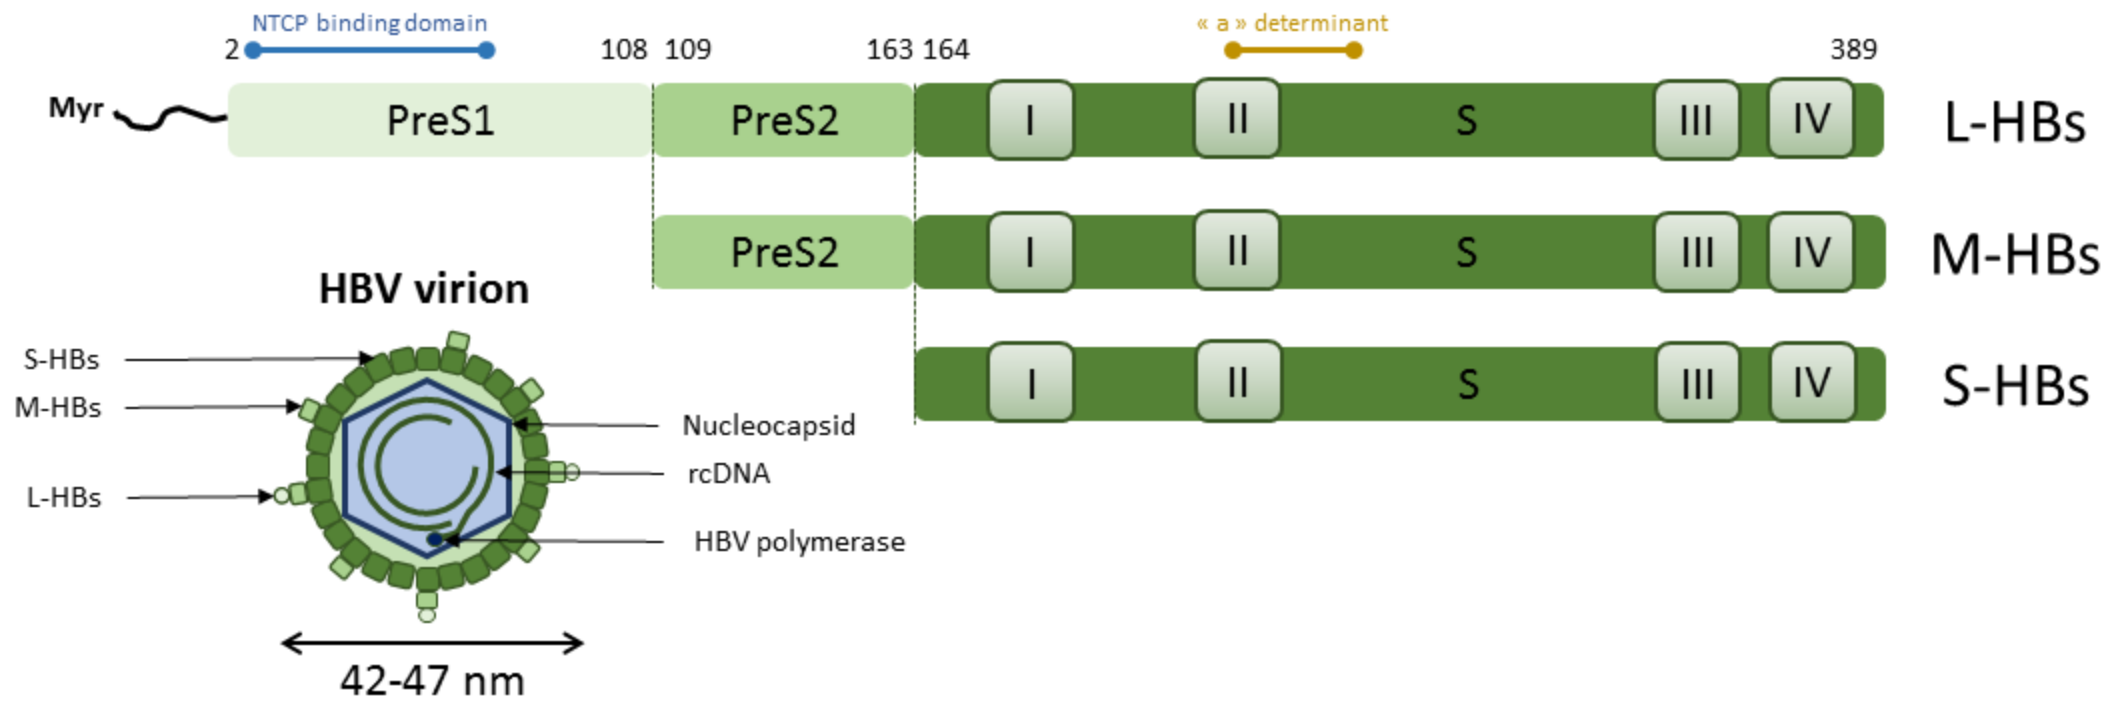 NTCP binding domain
« a » determinant
2 108 109 163 164 389
Myr PreS1 PreS2 I II S III IV L-HBs
PreS2 I II S III IV M-HBs
HBV virion
S-HBs
I II S III IV S-HBs
M-HBs
Nucleocapsid
rcDNA
L-HBs
HBV polymerase
42-47 nm